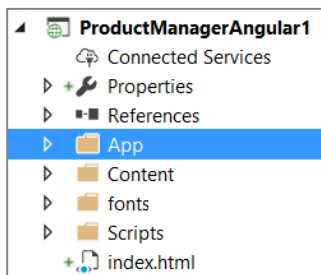 ProductManagerAngular1
Connected Services
Properties
References
App
Content
fonts
Scripts
index.html